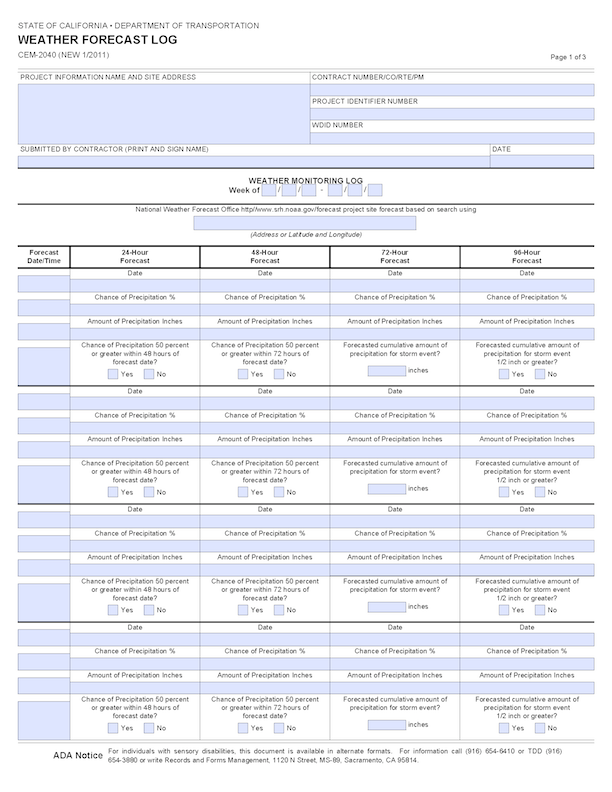 STATE OF CALIFORNIA • DEPARTMENT OF TRANSPORTATION
WEATHER FORECAST LOG
CEM-2040 (NEW 1/2011)
Page 1 of 3
PROJECT INFORMATION NAME AND SITE ADDRESS
CONTRACT NUMBER/CO/RTE/PM
PROJECT IDENTIFIER NUMBER
WDID NUMBER
SUBMITTED BY CONTRACTOR (PRINT AND SIGN NAME)
DATE
WEATHER MONITORING LOG
Week of / / - / /
National Weather Forecast Office http//www.srh.noaa.gov/forecast project site forecast based on search using
(Address or Latitude and Longitude)
Forecast Date/Time 24-Hour Forecast 48-Hour Forecast 72-Hour Forecast 96-Hour Forecast
Date Date Date Date
Chance of Precipitation % Chance of Precipitation % Chance of Precipitation % Chance of Precipitation %
Amount of Precipitation Inches Amount of Precipitation Inches Amount of Precipitation Inches Amount of Precipitation Inches
Chance of Precipitation 50 percent Chance of Precipitation 50 percent Forecasted cumulative amount of Forecasted cumulative amount of
or greater within 48 hours of or greater within 72 hours of precipitation for storm event? precipitation for storm event
forecast date? forecast date? 1/2 inch or greater?
Yes No Yes No inches Yes No
Date Date Date Date
Chance of Precipitation % Chance of Precipitation % Chance of Precipitation % Chance of Precipitation %
Amount of Precipitation Inches Amount of Precipitation Inches Amount of Precipitation Inches Amount of Precipitation Inches
Chance of Precipitation 50 percent Chance of Precipitation 50 percent Forecasted cumulative amount of Forecasted cumulative amount of
or greater within 48 hours of or greater within 72 hours of precipitation for storm event? precipitation for storm event
forecast date? forecast date? 1/2 inch or greater?
Yes No Yes No inches Yes No
Date Date Date Date
Chance of Precipitation % Chance of Precipitation % Chance of Precipitation % Chance of Precipitation %
Amount of Precipitation Inches Amount of Precipitation Inches Amount of Precipitation Inches Amount of Precipitation Inches
Chance of Precipitation 50 percent Chance of Precipitation 50 percent Forecasted cumulative amount of Forecasted cumulative amount of
or greater within 48 hours of or greater within 72 hours of precipitation for storm event? precipitation for storm event
forecast date? forecast date? 1/2 inch or greater?
Yes No Yes No inches Yes No
Date Date Date Date
Chance of Precipitation % Chance of Precipitation % Chance of Precipitation % Chance of Precipitation %
Amount of Precipitation Inches Amount of Precipitation Inches Amount of Precipitation Inches Amount of Precipitation Inches
Chance of Precipitation 50 percent Chance of Precipitation 50 percent Forecasted cumulative amount of Forecasted cumulative amount of
or greater within 48 hours of or greater within 72 hours of precipitation for storm event? precipitation for storm event
forecast date? forecast date? 1/2 inch or greater?
Yes No Yes No inches Yes No
ADA Notice For individuals with sensory disabilities, this document is available in alternate formats. For information call (916) 654-6410 or TDD (916)
654-3880 or write Records and Forms Management, 1120 N Street, MS-89, Sacramento, CA 95814.